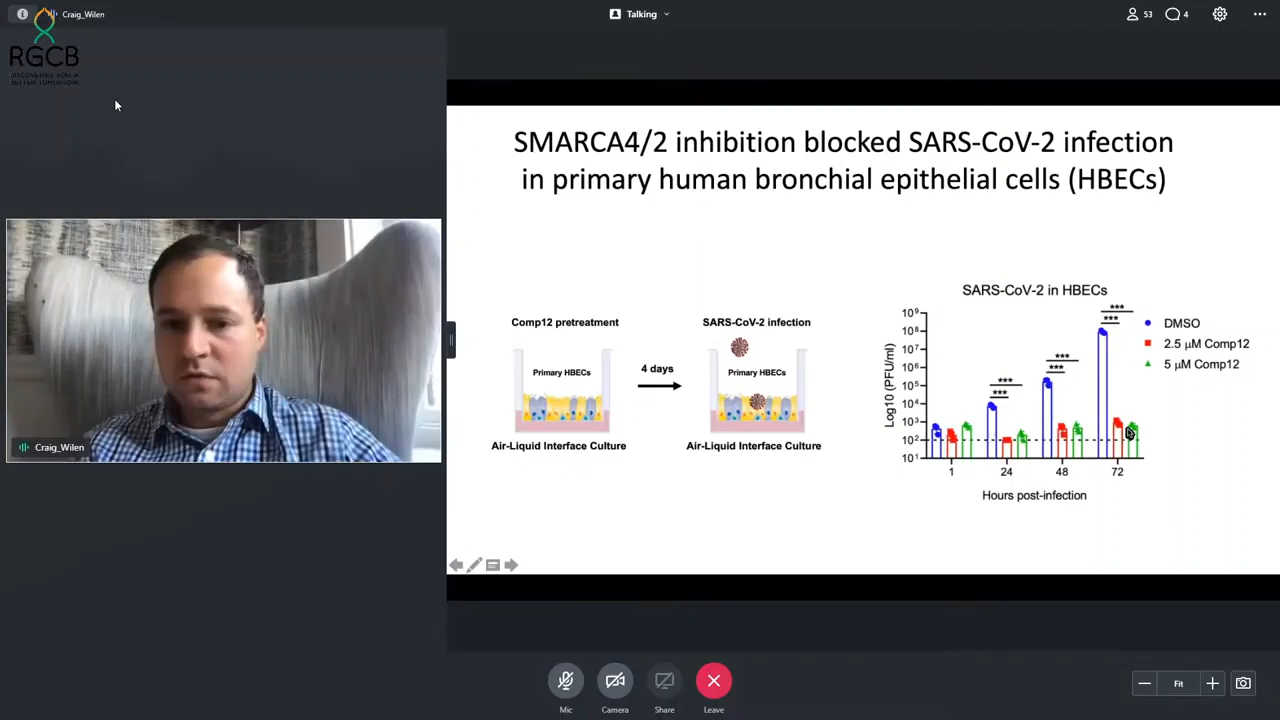 Craig_Wilen
Talking
53
4
RGCB
DISCOVERIES FOR A
BETTER TOMORROW
SMARCA4/2 inhibition blocked SARS-CoV-2 infection
in primary human bronchial epithelial cells (HBECs)
Comp12 pretreatment
Primary HBECs
Air-Liquid Interface Culture
4 days
SARS-CoV-2 infection
Primary HBECs
Air-Liquid Interface Culture
SARS-CoV-2 in HBECs
Log10 (PFU/ml)
10⁹
10⁸
10⁷
10⁶
10⁵
10⁴
10³
10²
10¹
***
***
***
***
***
***
1 24 48 72
Hours post-infection
DMSO
2.5 µM Comp12
5 µM Comp12
Craig_Wilen
Mic
Camera
Share
Leave
Fit